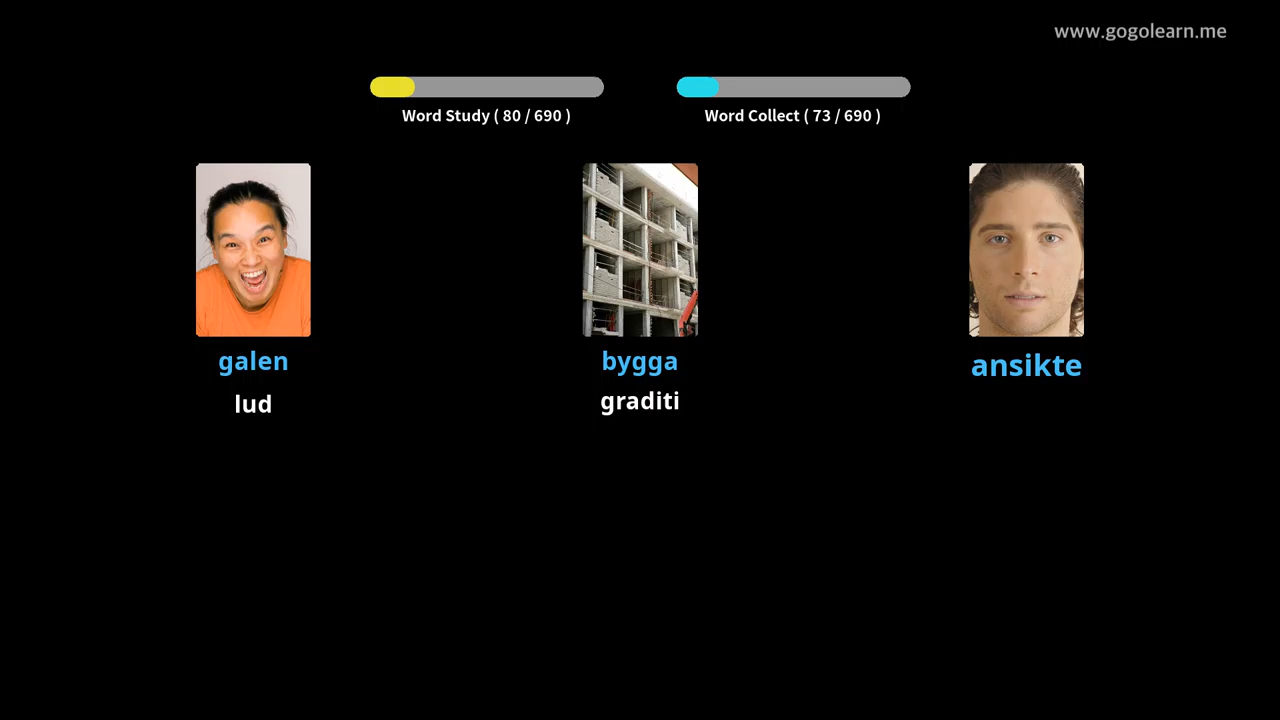 www.gogolearn.me
Word Study ( 80 / 690 )
Word Collect ( 73 / 690 )
galen
bygga
ansikte
lud
graditi